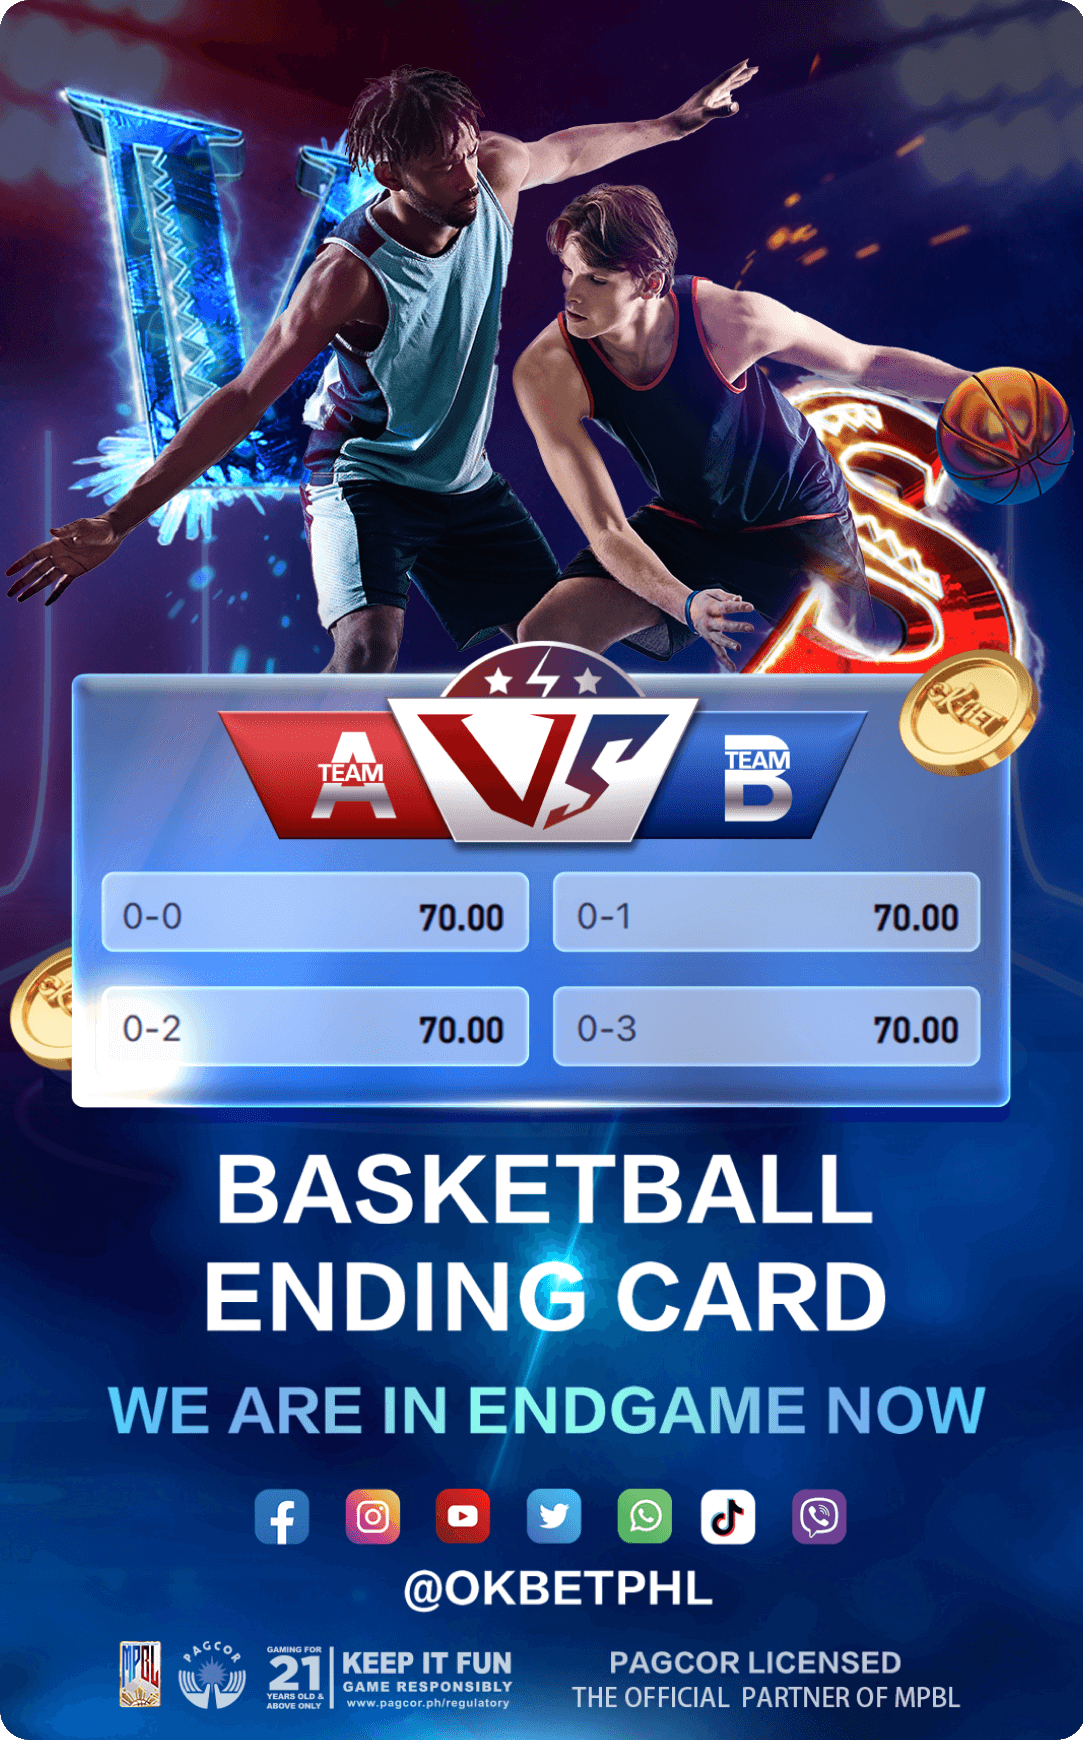 VS
OKBET
TEAM A
VS
TEAM B
0-0 70.00
0-1 70.00
0-2 70.00
0-3 70.00
BASKETBALL
ENDING CARD
WE ARE IN ENDGAME NOW
@OKBETPHL
MPBL
PAGCOR
GAMING FOR
21
YEARS OLD &
ABOVE ONLY
KEEP IT FUN
GAME RESPONSIBLY
www.pagcor.ph/regulatory
PAGCOR LICENSED
THE OFFICIAL PARTNER OF MPBL